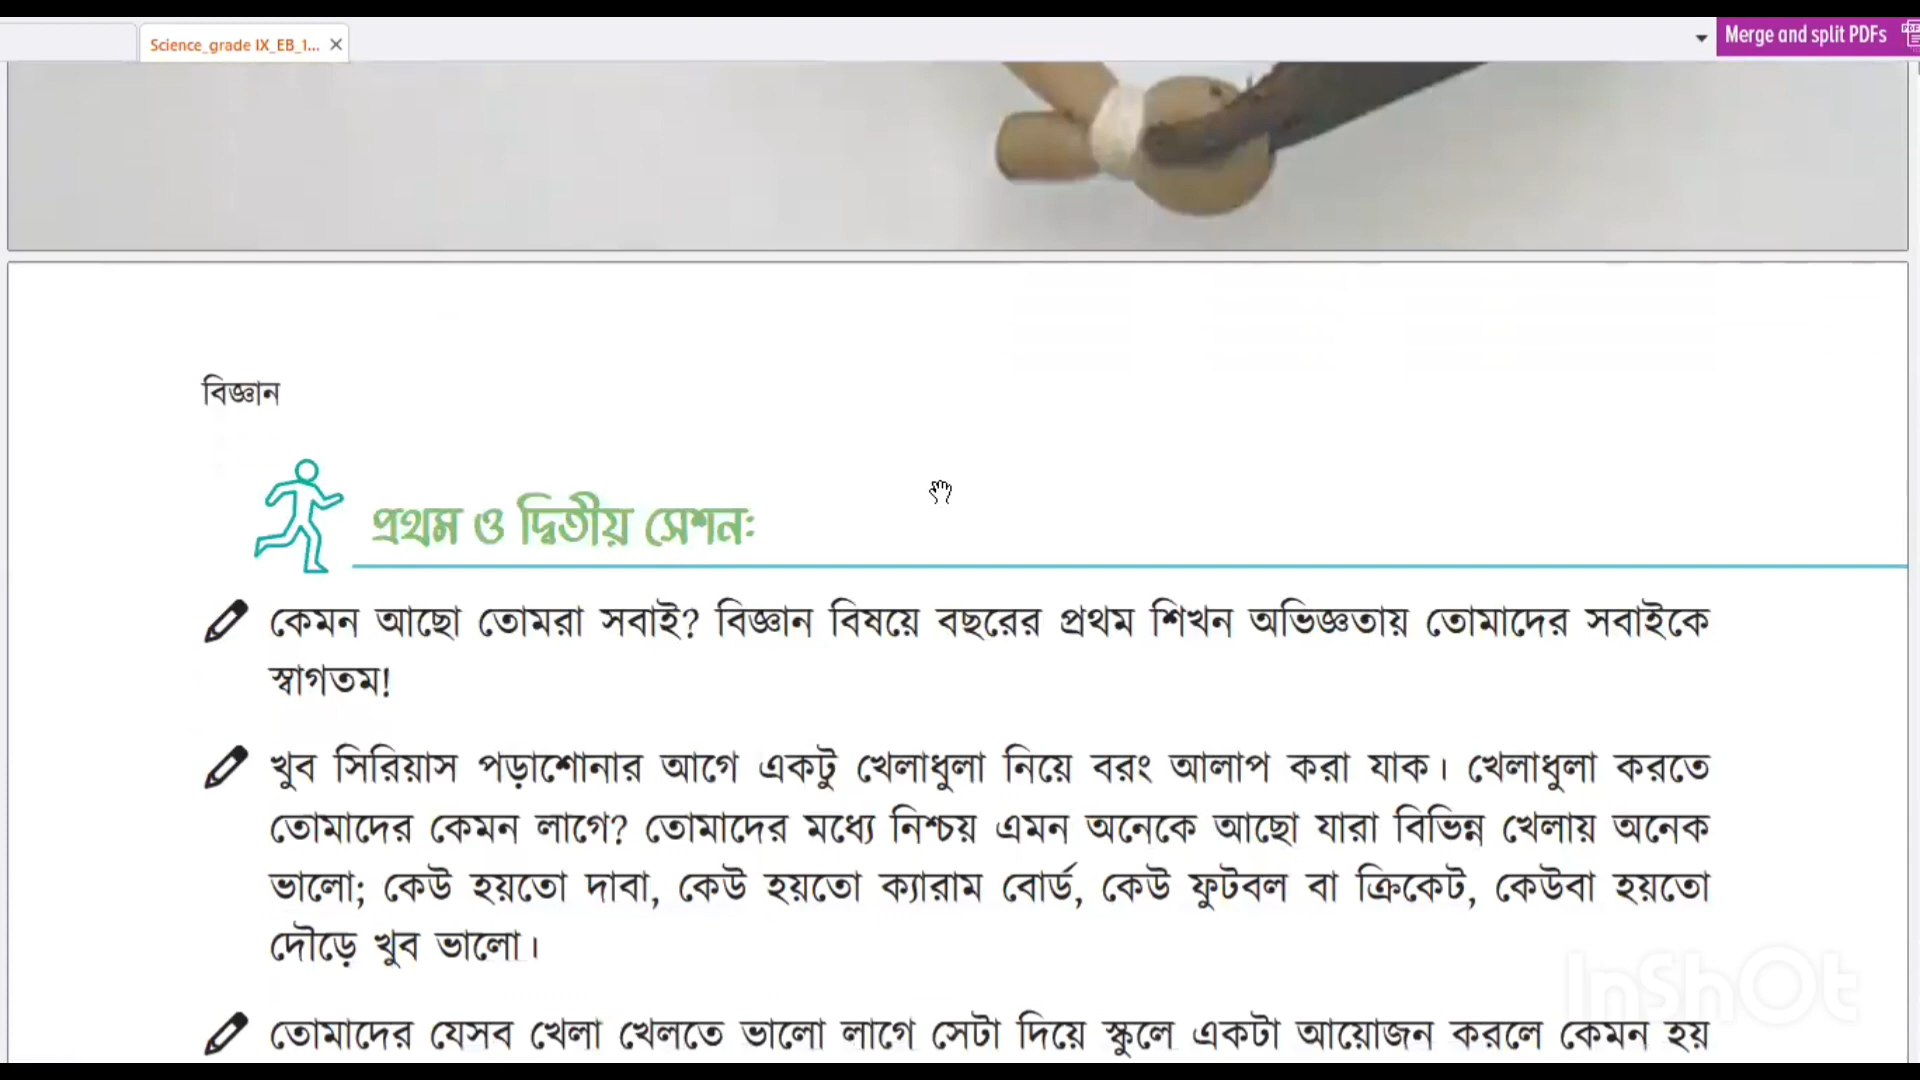 Science_grade IX_EB_1...
Merge and split PDFs
বিজ্ঞান
প্রথম ও দ্বিতীয় সেশন:
কেমন আছো তোমরা সবাই? বিজ্ঞান বিষয়ে বছরের প্রথম শিখন অভিজ্ঞতায় তোমাদের সবাইকে
স্বাগতম!
খুব সিরিয়াস পড়াশোনার আগে একটু খেলাধুলা নিয়ে বরং আলাপ করা যাক। খেলাধুলা করতে
তোমাদের কেমন লাগে? তোমাদের মধ্যে নিশ্চয় এমন অনেকে আছো যারা বিভিন্ন খেলায় অনেক
ভালো; কেউ হয়তো দাবা, কেউ হয়তো ক্যারাম বোর্ড, কেউ ফুটবল বা ক্রিকেট, কেউবা হয়তো
দৌড়ে খুব ভালো।
তোমাদের যেসব খেলা খেলতে ভালো লাগে সেটা দিয়ে স্কুলে একটা আয়োজন করলে কেমন হয়
InShOt